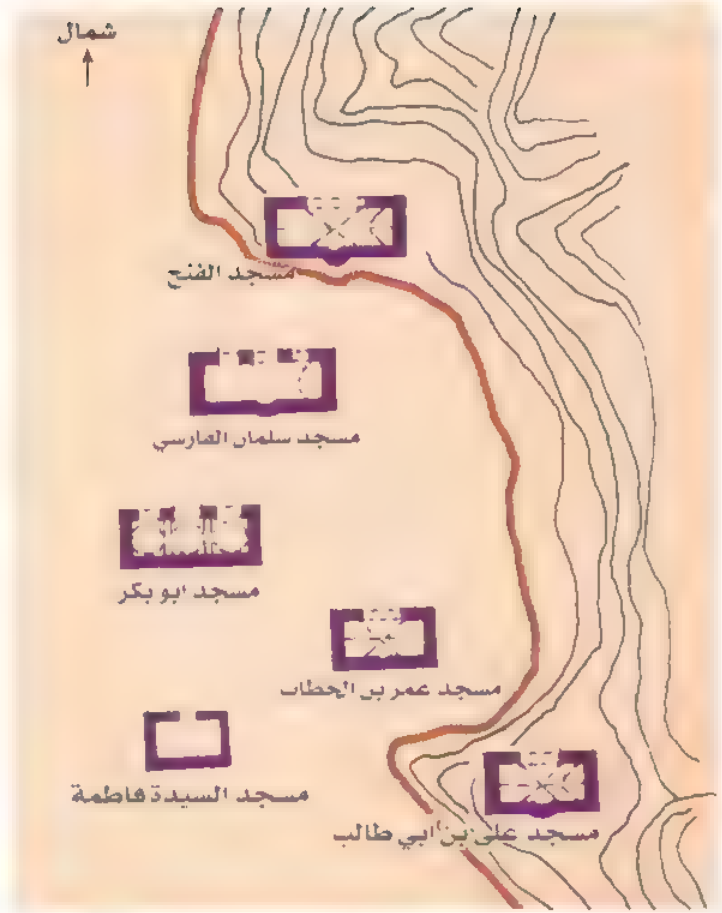 شمال
مسجد الفتح
مسجد سلمان الفارسي
مسجد ابو بكر
مسجد عمر بن الخطاب
مسجد السيدة فاطمة
مسجد على بن ابي طالب